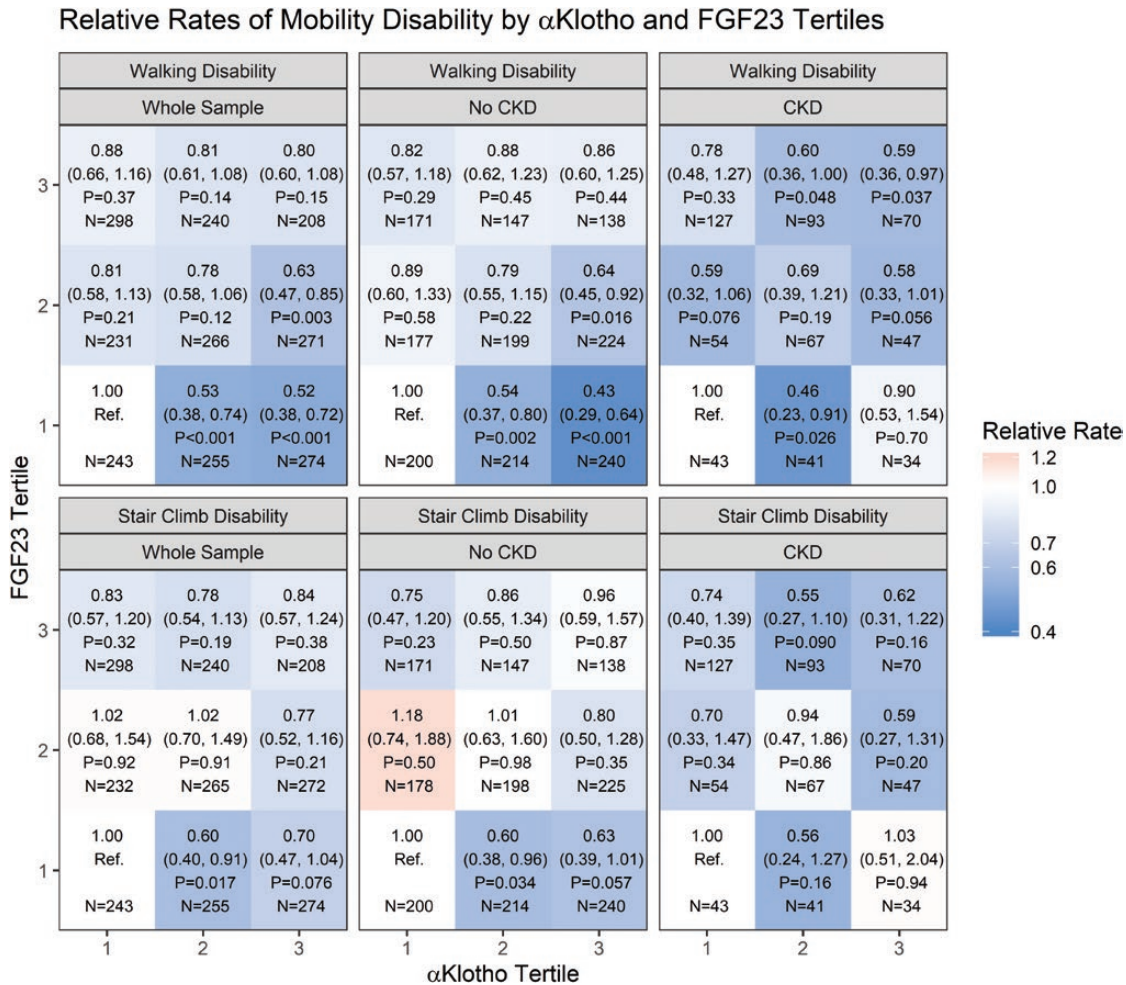 Relative Rates of Mobility Disability by αKlotho and FGF23 Tertiles
Walking Disability
Whole Sample
0.88
(0.66, 1.16)
P=0.37
N=298
0.81
(0.61, 1.08)
P=0.14
N=240
0.80
(0.60, 1.08)
P=0.15
N=208
0.81
(0.58, 1.13)
P=0.21
N=231
0.78
(0.58, 1.06)
P=0.12
N=266
0.63
(0.47, 0.85)
P=0.003
N=271
1.00
Ref.
N=243
0.53
(0.38, 0.74)
P<0.001
N=255
0.52
(0.38, 0.72)
P<0.001
N=274
Walking Disability
No CKD
0.82
(0.57, 1.18)
P=0.29
N=171
0.88
(0.62, 1.23)
P=0.45
N=147
0.86
(0.60, 1.25)
P=0.44
N=138
0.89
(0.60, 1.33)
P=0.58
N=177
0.79
(0.55, 1.15)
P=0.22
N=199
0.64
(0.45, 0.92)
P=0.016
N=224
1.00
Ref.
N=200
0.54
(0.37, 0.80)
P=0.002
N=214
0.43
(0.29, 0.64)
P<0.001
N=240
Walking Disability
CKD
0.78
(0.48, 1.27)
P=0.33
N=127
0.60
(0.36, 1.00)
P=0.048
N=93
0.59
(0.36, 0.97)
P=0.037
N=70
0.59
(0.32, 1.06)
P=0.076
N=54
0.69
(0.39, 1.21)
P=0.19
N=67
0.58
(0.33, 1.01)
P=0.056
N=47
1.00
Ref.
N=43
0.46
(0.23, 0.91)
P=0.026
N=41
0.90
(0.53, 1.54)
P=0.70
N=34
3
2
1
Stair Climb Disability
Whole Sample
0.83
(0.57, 1.20)
P=0.32
N=298
0.78
(0.54, 1.13)
P=0.19
N=240
0.84
(0.57, 1.24)
P=0.38
N=208
1.02
(0.68, 1.54)
P=0.92
N=232
1.02
(0.70, 1.49)
P=0.91
N=265
0.77
(0.52, 1.16)
P=0.21
N=272
1.00
Ref.
N=243
0.60
(0.40, 0.91)
P=0.017
N=255
0.70
(0.47, 1.04)
P=0.076
N=274
Stair Climb Disability
No CKD
0.75
(0.47, 1.20)
P=0.23
N=171
0.86
(0.55, 1.34)
P=0.50
N=147
0.96
(0.59, 1.57)
P=0.87
N=138
1.18
(0.74, 1.88)
P=0.50
N=178
1.01
(0.63, 1.60)
P=0.98
N=198
0.80
(0.50, 1.28)
P=0.35
N=225
1.00
Ref.
N=200
0.60
(0.38, 0.96)
P=0.034
N=214
0.63
(0.39, 1.01)
P=0.057
N=240
Stair Climb Disability
CKD
0.74
(0.40, 1.39)
P=0.35
N=127
0.55
(0.27, 1.10)
P=0.090
N=93
0.62
(0.31, 1.22)
P=0.16
N=70
0.70
(0.33, 1.47)
P=0.34
N=54
0.94
(0.47, 1.86)
P=0.86
N=67
0.59
(0.27, 1.31)
P=0.20
N=47
1.00
Ref.
N=43
0.56
(0.24, 1.27)
P=0.16
N=41
1.03
(0.51, 2.04)
P=0.94
N=34
3
2
1
FGF23 Tertile
1 2 3
1 2 3
1 2 3
αKlotho Tertile
Relative Rate
1.2
1.0
0.7
0.6
0.4